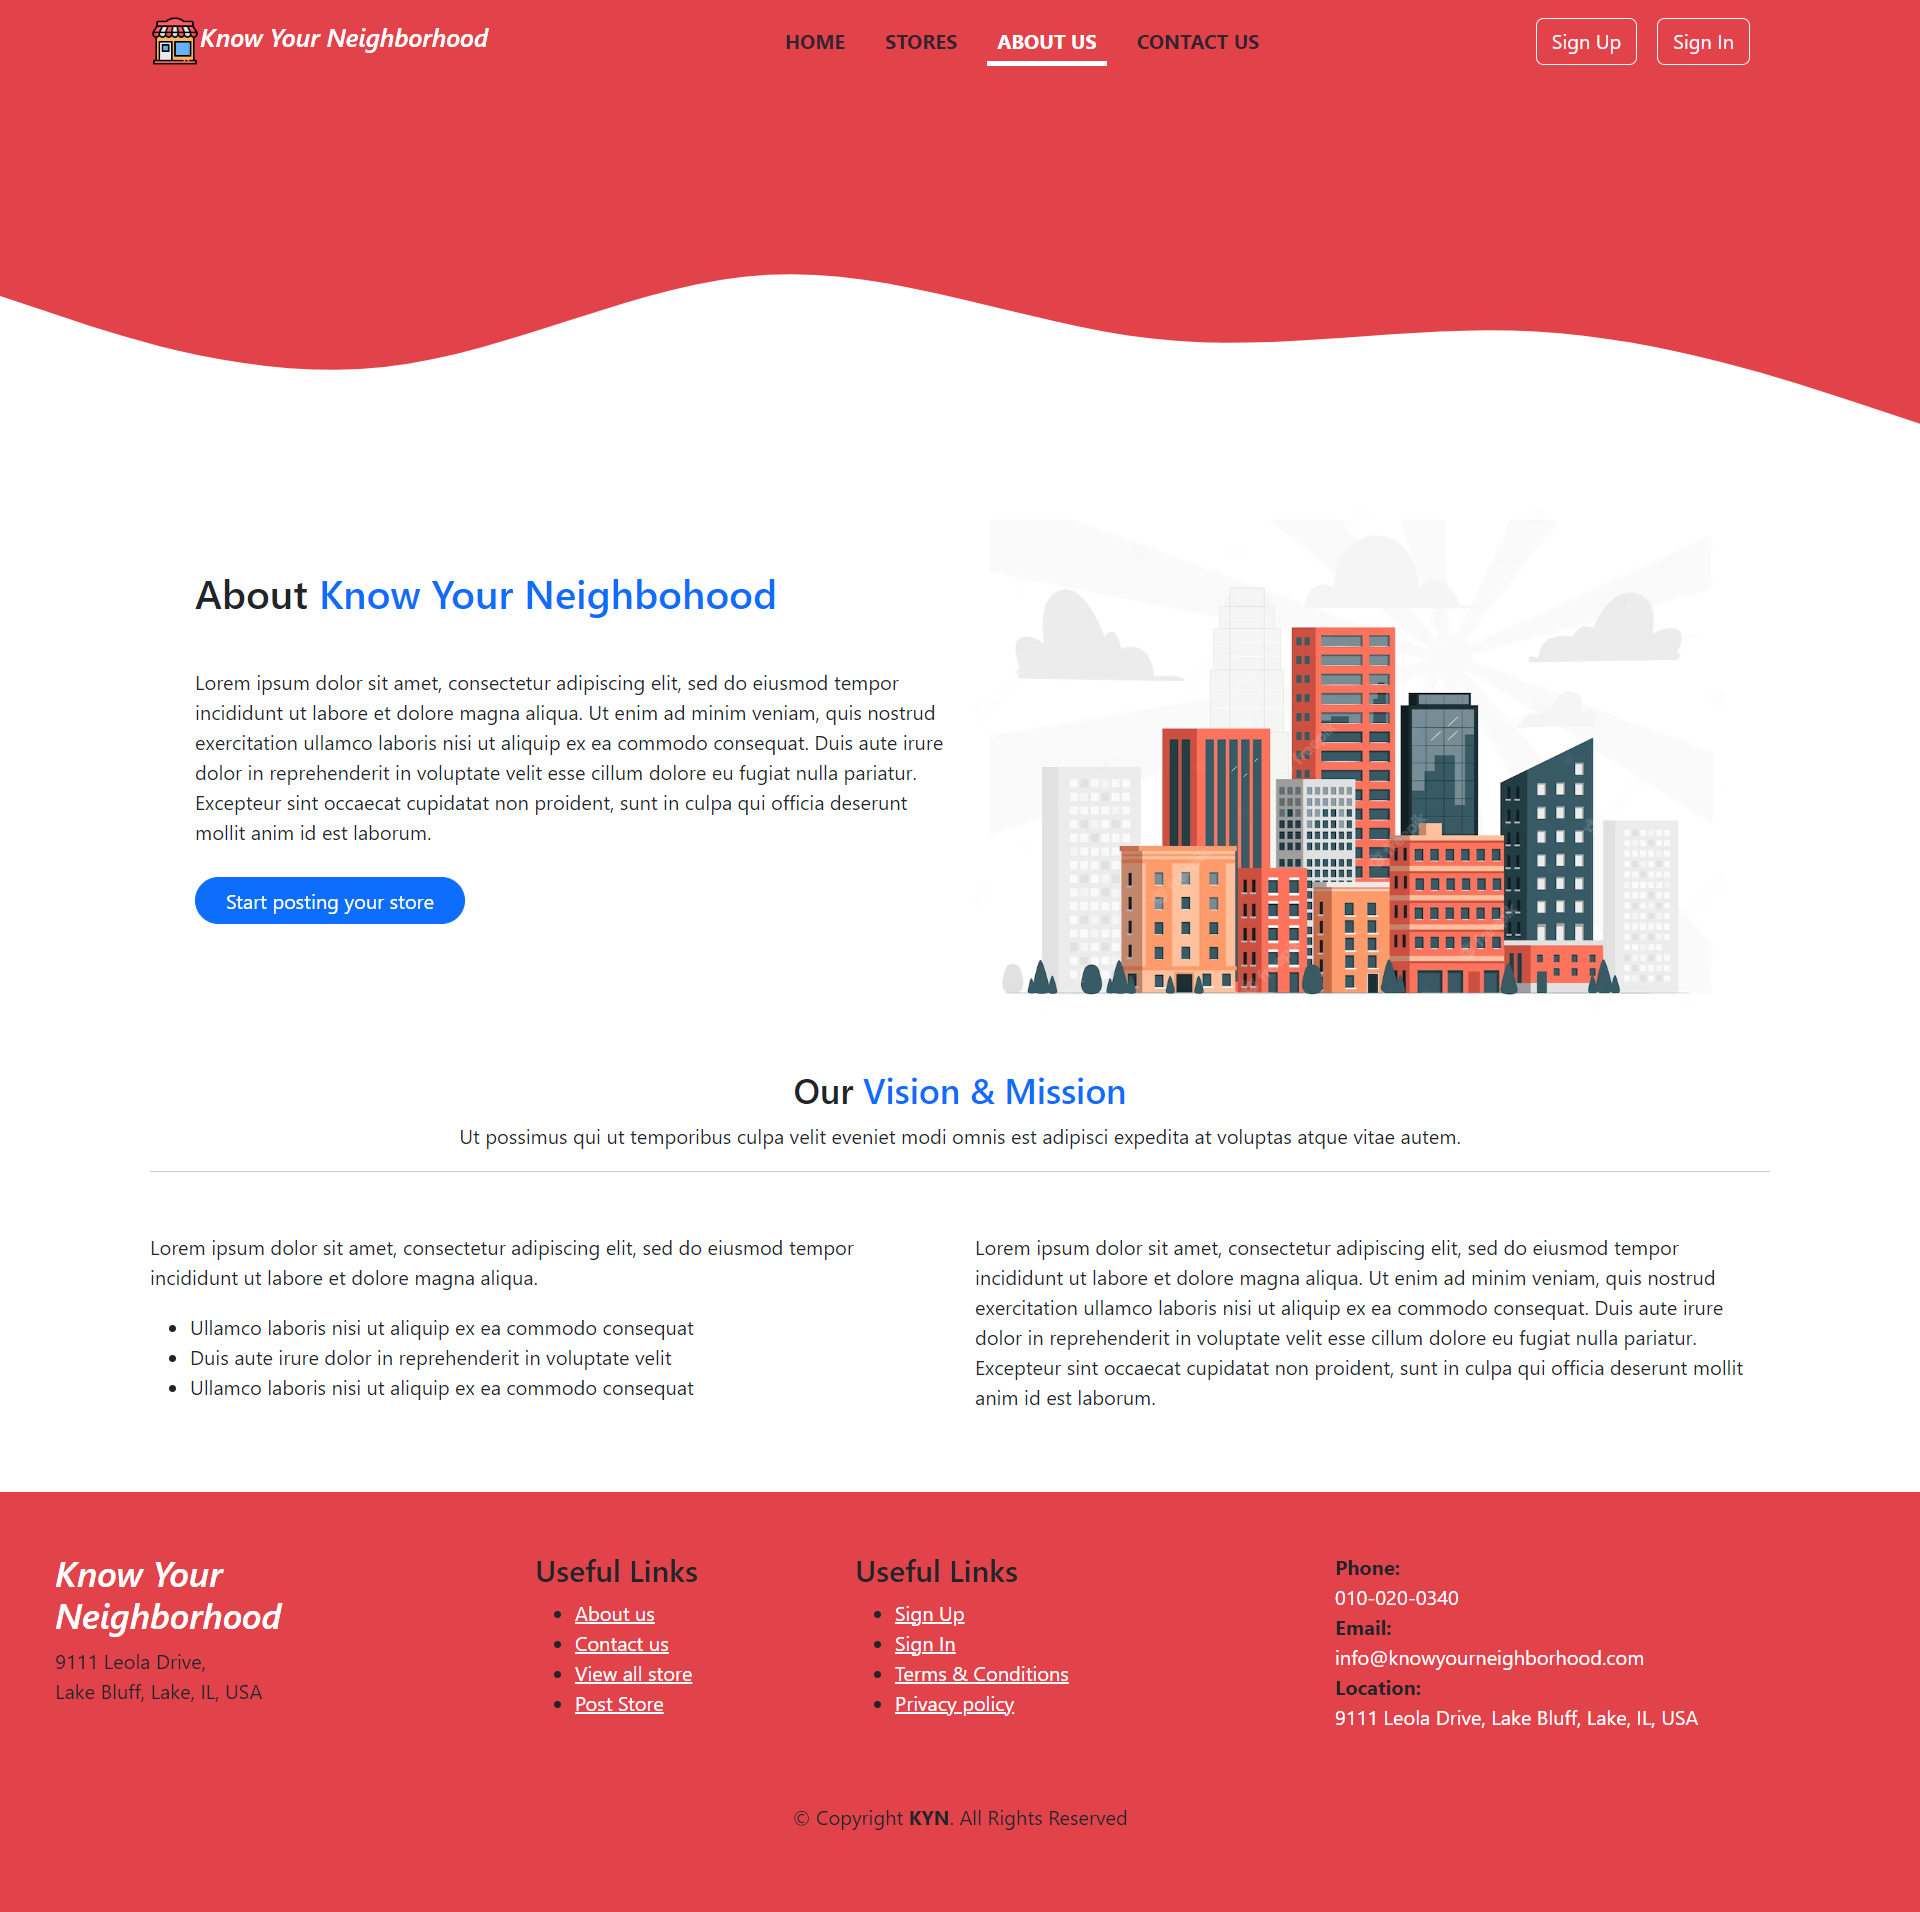 Know Your Neighborhood
HOME
STORES
ABOUT US
CONTACT US
Sign Up
Sign In
About Know Your Neighbohood
Lorem ipsum dolor sit amet, consectetur adipiscing elit, sed do eiusmod tempor
incididunt ut labore et dolore magna aliqua. Ut enim ad minim veniam, quis nostrud
exercitation ullamco laboris nisi ut aliquip ex ea commodo consequat. Duis aute irure
dolor in reprehenderit in voluptate velit esse cillum dolore eu fugiat nulla pariatur.
Excepteur sint occaecat cupidatat non proident, sunt in culpa qui officia deserunt
mollit anim id est laborum.
Start posting your store
Our Vision & Mission
Ut possimus qui ut temporibus culpa velit eveniet modi omnis est adipisci expedita at voluptas atque vitae autem.
Lorem ipsum dolor sit amet, consectetur adipiscing elit, sed do eiusmod tempor
incididunt ut labore et dolore magna aliqua.
Ullamco laboris nisi ut aliquip ex ea commodo consequat
Duis aute irure dolor in reprehenderit in voluptate velit
Ullamco laboris nisi ut aliquip ex ea commodo consequat
Lorem ipsum dolor sit amet, consectetur adipiscing elit, sed do eiusmod tempor
incididunt ut labore et dolore magna aliqua. Ut enim ad minim veniam, quis nostrud
exercitation ullamco laboris nisi ut aliquip ex ea commodo consequat. Duis aute irure
dolor in reprehenderit in voluptate velit esse cillum dolore eu fugiat nulla pariatur.
Excepteur sint occaecat cupidatat non proident, sunt in culpa qui officia deserunt mollit
anim id est laborum.
Know Your
Neighborhood
9111 Leola Drive,
Lake Bluff, Lake, IL, USA
Useful Links
About us
Contact us
View all store
Post Store
Useful Links
Sign Up
Sign In
Terms & Conditions
Privacy policy
Phone:
010-020-0340
Email:
info@knowyourneighborhood.com
Location:
9111 Leola Drive, Lake Bluff, Lake, IL, USA
© Copyright KYN. All Rights Reserved